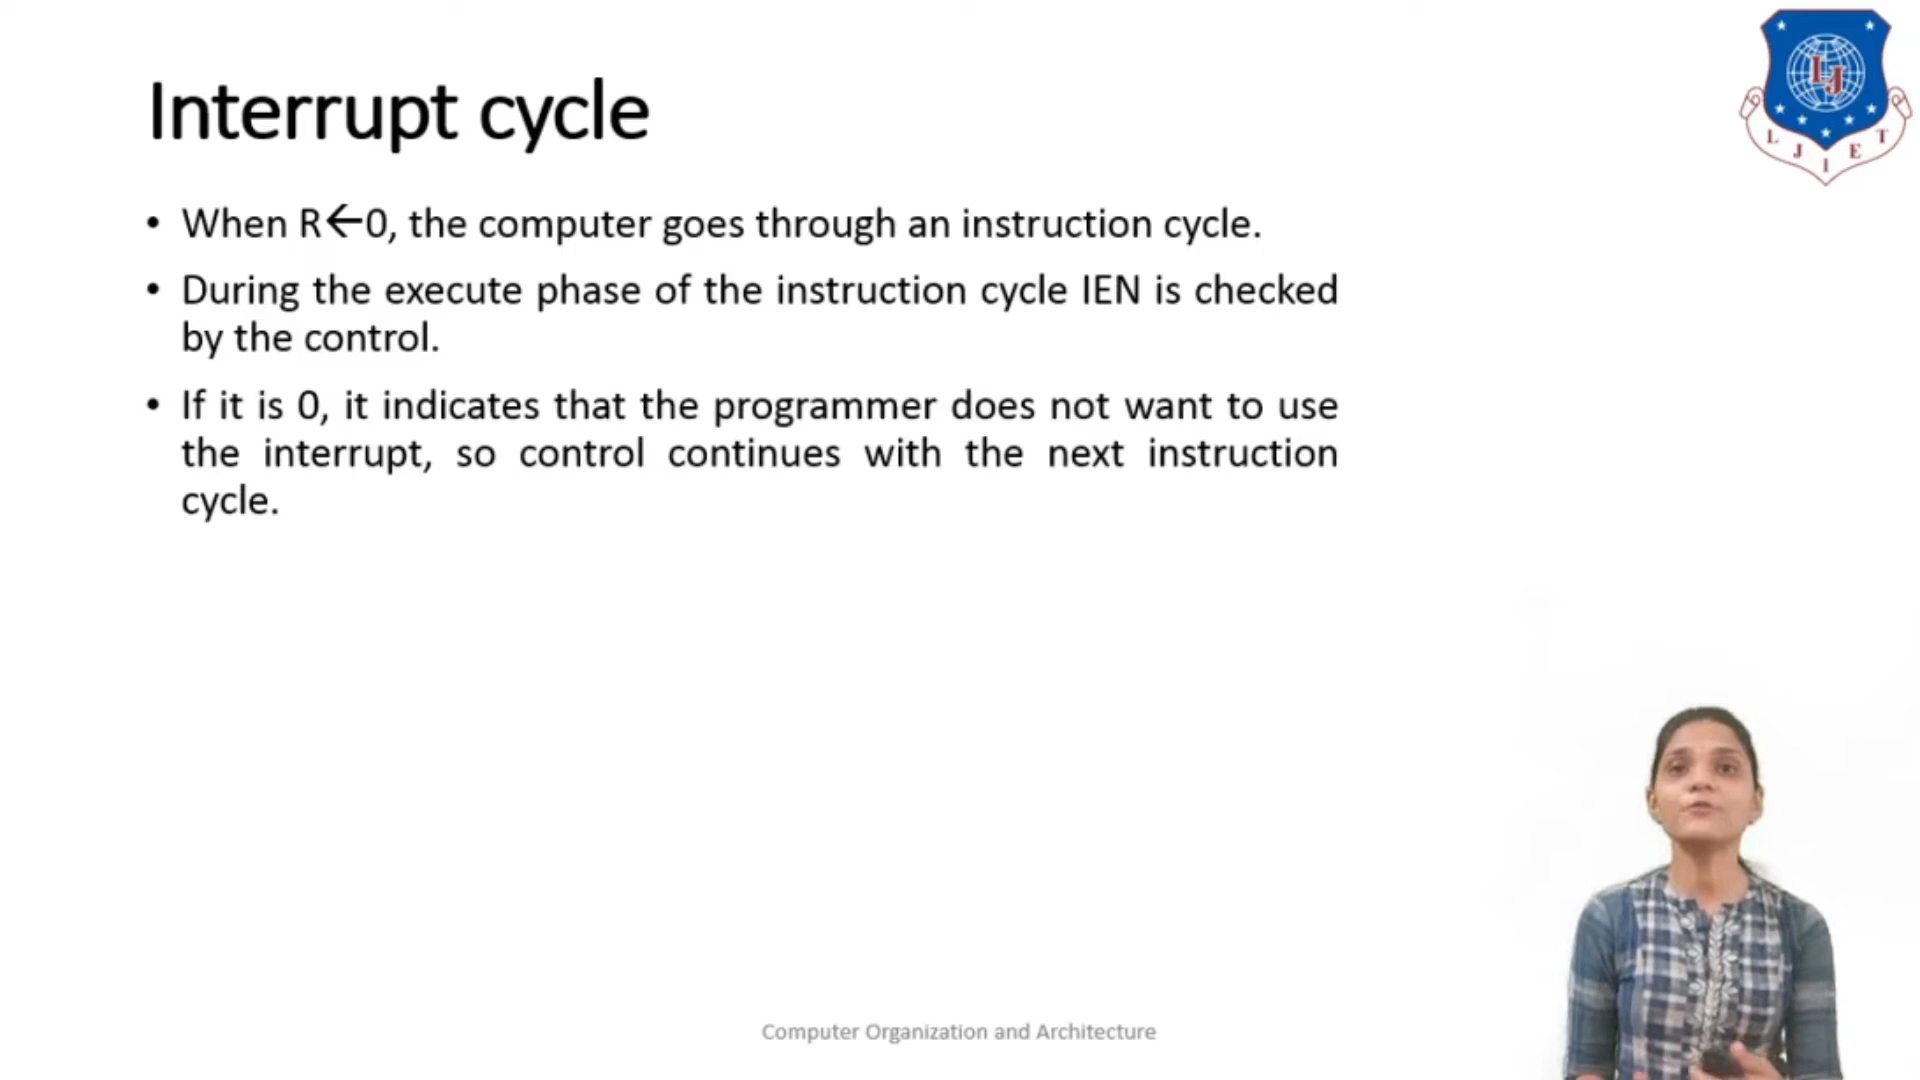 Interrupt cycle
• When R←0, the computer goes through an instruction cycle.
• During the execute phase of the instruction cycle IEN is checked
by the control.
• If it is 0, it indicates that the programmer does not want to use
the interrupt, so control continues with the next instruction
cycle.
LJ
L J I E T
Computer Organization and Architecture